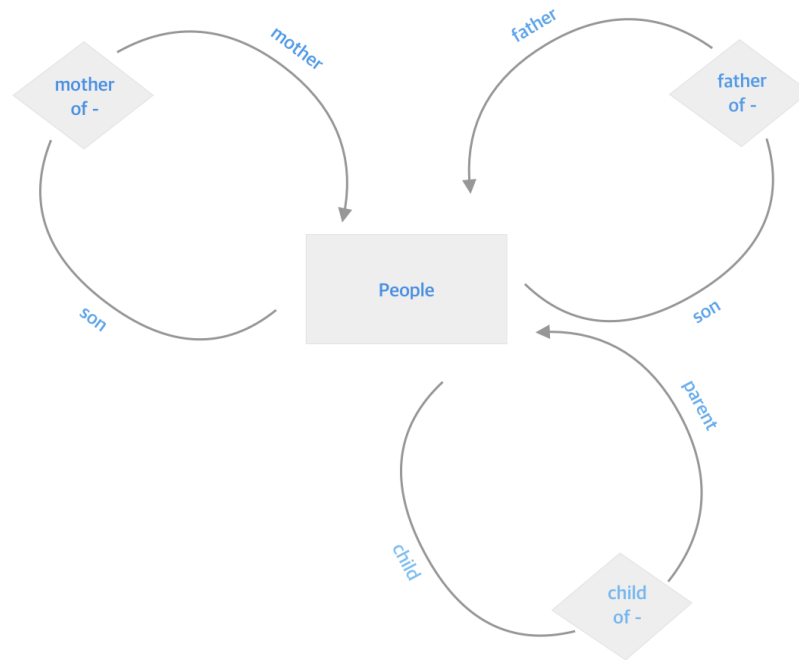 mother
father
mother
of -
father
of -
son
People
son
parent
child
child
of -